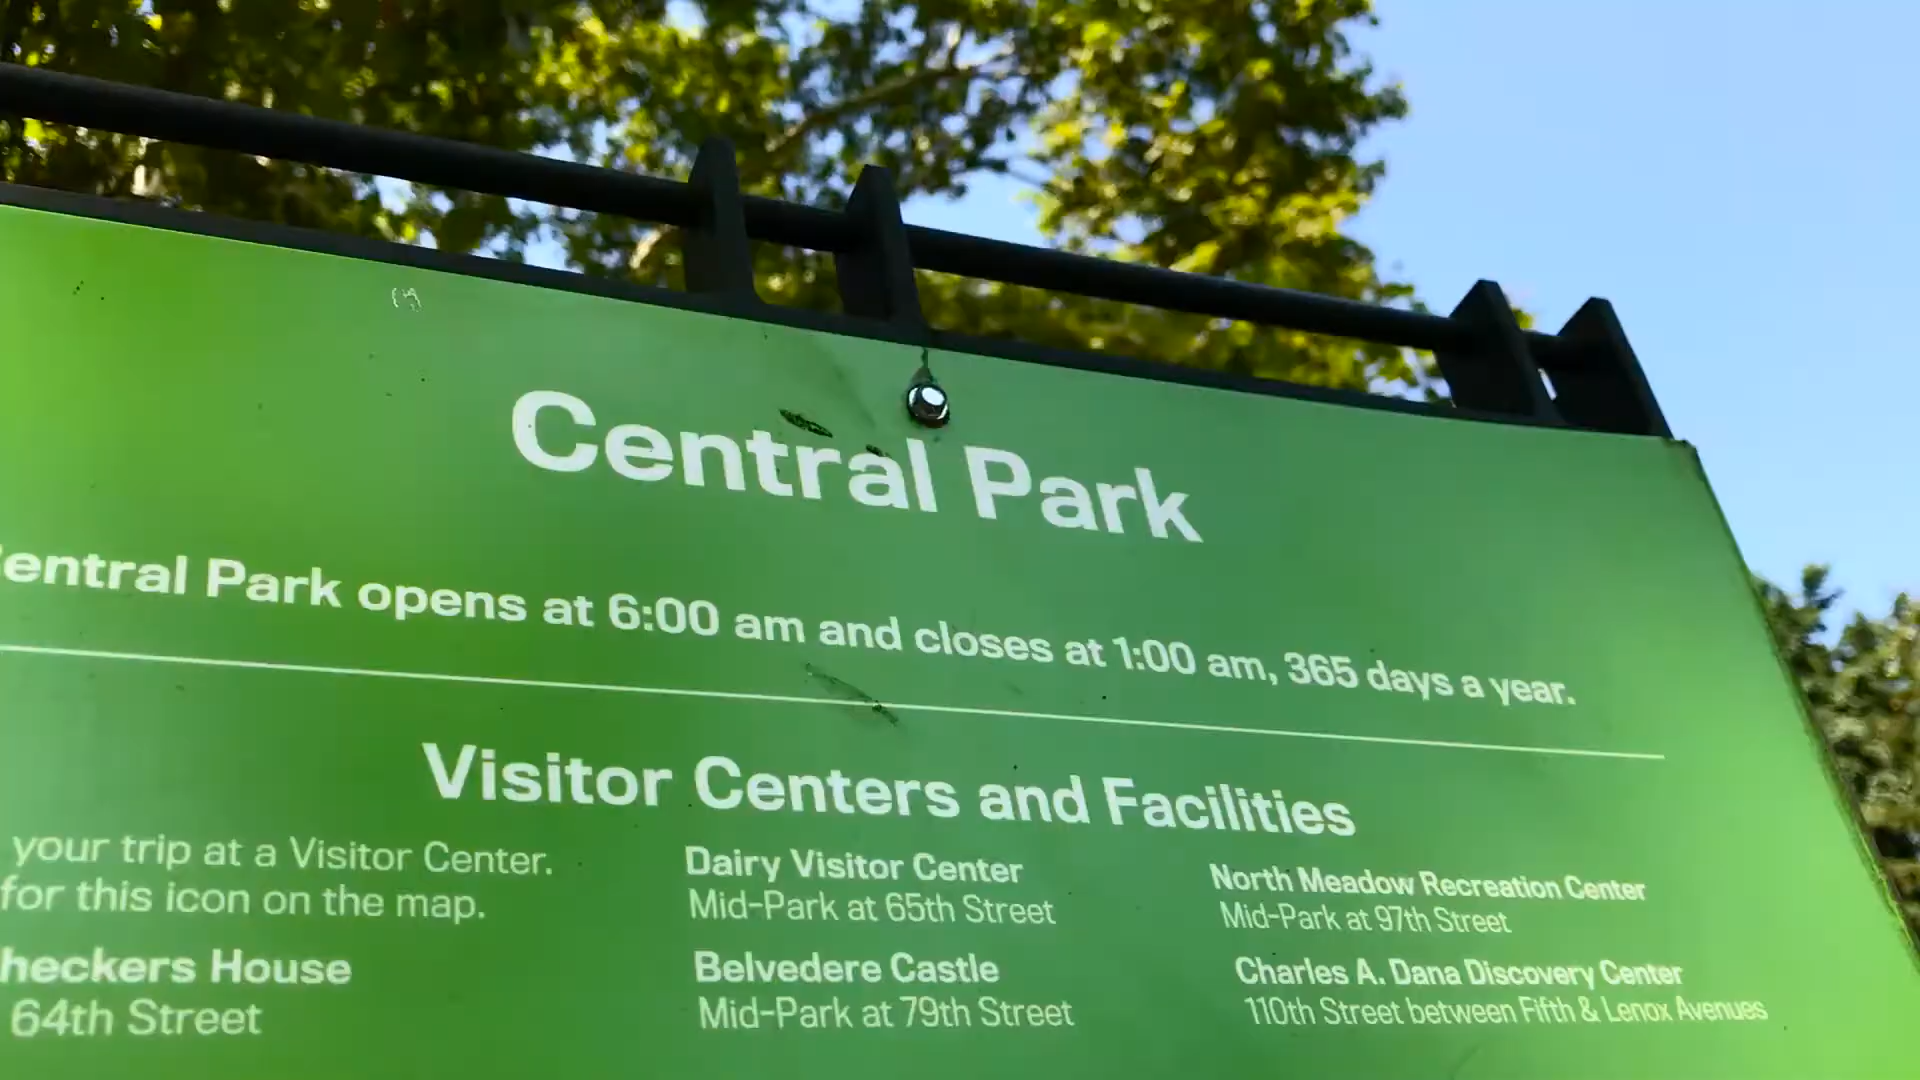 Central Park
Central Park opens at 6:00 am and closes at 1:00 am, 365 days a year.
Visitor Centers and Facilities
your trip at a Visitor Center.
for this icon on the map.
heckers House
64th Street
Dairy Visitor Center
Mid-Park at 65th Street
Belvedere Castle
Mid-Park at 79th Street
North Meadow Recreation Center
Mid-Park at 97th Street
Charles A. Dana Discovery Center
110th Street between Fifth & Lenox Avenues